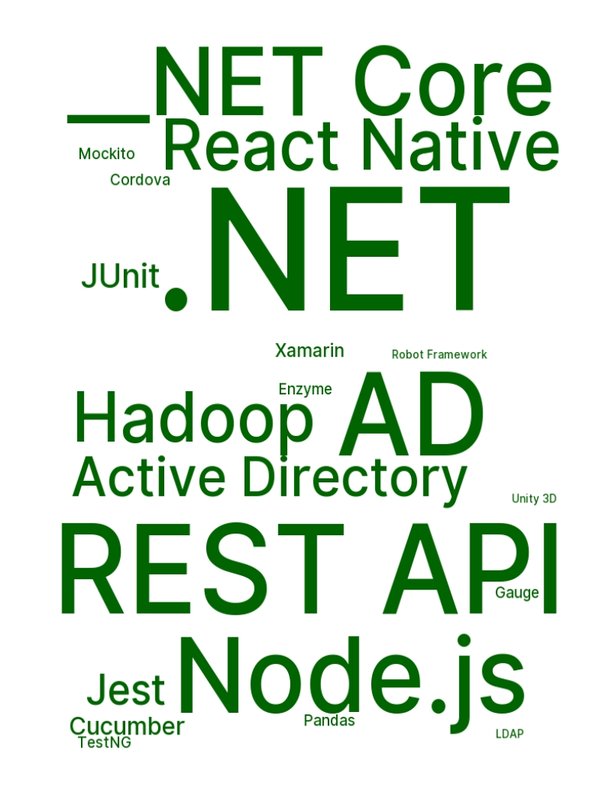 __NET Core
React Native
Mockito
Cordova
.NET
JUnit
Xamarin
Robot Framework
Enzyme
Hadoop
AD
Active Directory
Unity 3D
REST API
Gauge
Node.js
Jest
Pandas
Cucumber
LDAP
TestNG